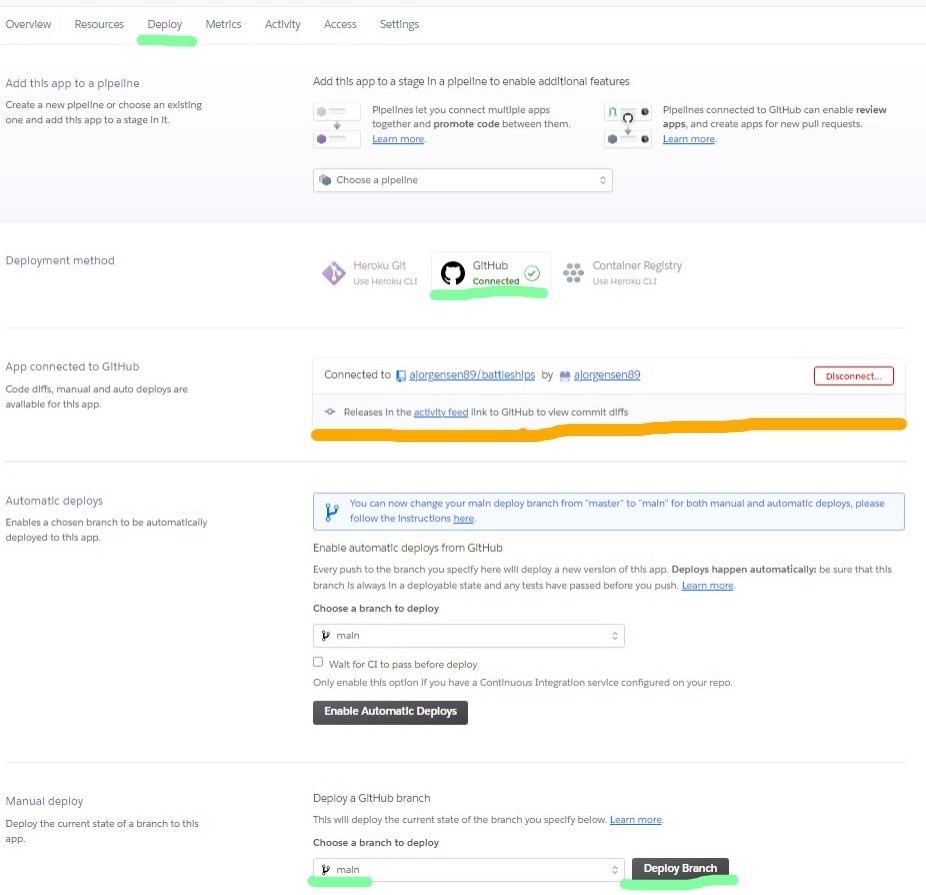 Overview Resources Deploy Metrics Activity Access Settings
Add this app to a pipeline
Create a new pipeline or choose an existing
one and add this app to a stage in it.
Add this app to a stage in a pipeline to enable additional features
Pipelines let you connect multiple apps
together and promote code between them.
Learn more.
Pipelines connected to GitHub can enable review
apps, and create apps for new pull requests.
Learn more.
Choose a pipeline
Deployment method
Heroku Git
Use Heroku CLI
GitHub
Connected
Container Registry
Use Heroku CLI
App connected to GitHub
Code diffs, manual and auto deploys are
available for this app.
Connected to ajorgensen89/battleships by ajorgensen89
Disconnect...
Releases in the activity feed link to GitHub to view commit diffs
Automatic deploys
Enables a chosen branch to be automatically
deployed to this app.
You can now change your main deploy branch from "master" to "main" for both manual and automatic deploys, please
follow the instructions here.
Enable automatic deploys from GitHub
Every push to the branch you specify here will deploy a new version of this app. Deploys happen automatically: be sure that this
branch is always in a deployable state and any tests have passed before you push. Learn more.
Choose a branch to deploy
main
Wait for CI to pass before deploy
Only enable this option if you have a Continuous Integration service configured on your repo.
Enable Automatic Deploys
Manual deploy
Deploy the current state of a branch to this
app.
Deploy a GitHub branch
This will deploy the current state of the branch you specify below. Learn more.
Choose a branch to deploy
main
Deploy Branch